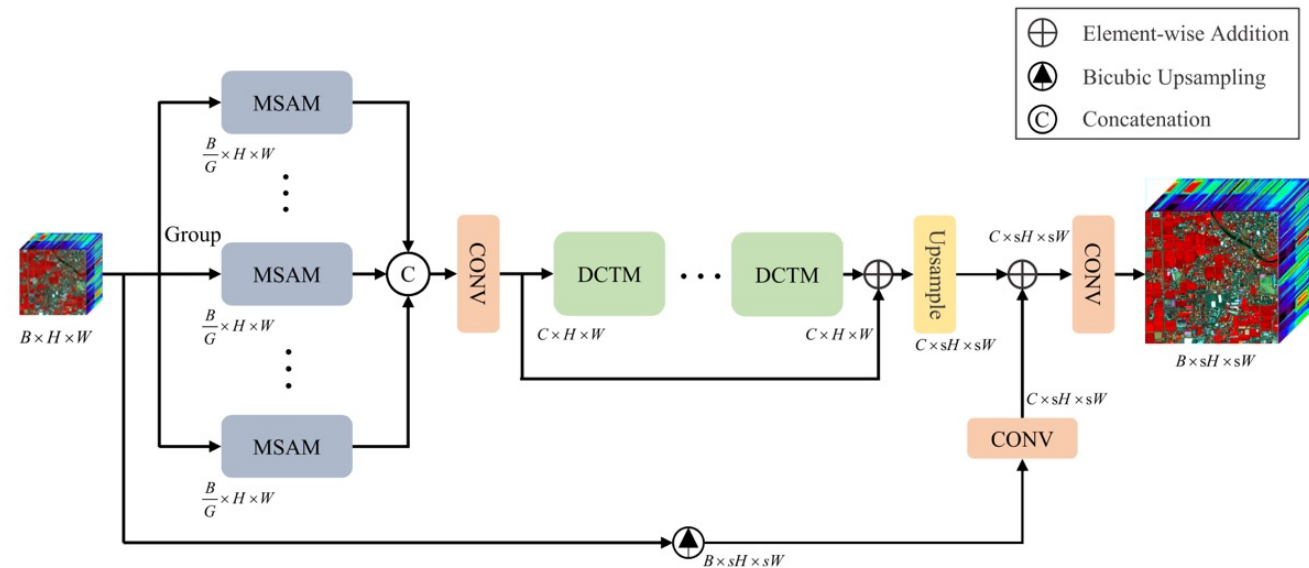 Element-wise Addition
Bicubic Upsampling
C Concatenation
MSAM
B/G × H × W
Group
MSAM
B/G × H × W
MSAM
B/G × H × W
B × H × W
C
CONV
DCTM
DCTM
C × H × W
C × H × W
Upsample
C × sH × sW
C × sH × sW
CONV
B × sH × sW
C × sH × sW
CONV
B × sH × sW